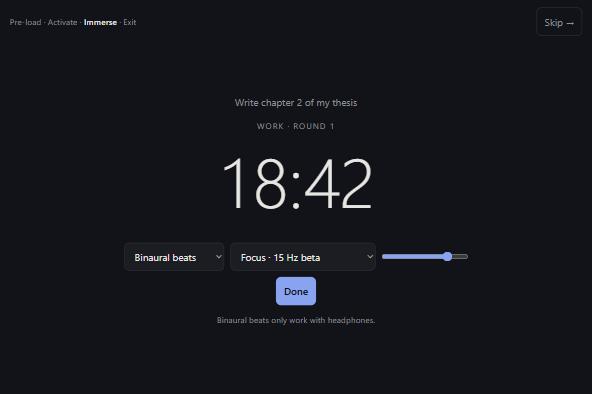 Pre-load · Activate · Immerse · Exit
Skip →
Write chapter 2 of my thesis
WORK · ROUND 1
18:42
Binaural beats
Focus · 15 Hz beta
Done
Binaural beats only work with headphones.